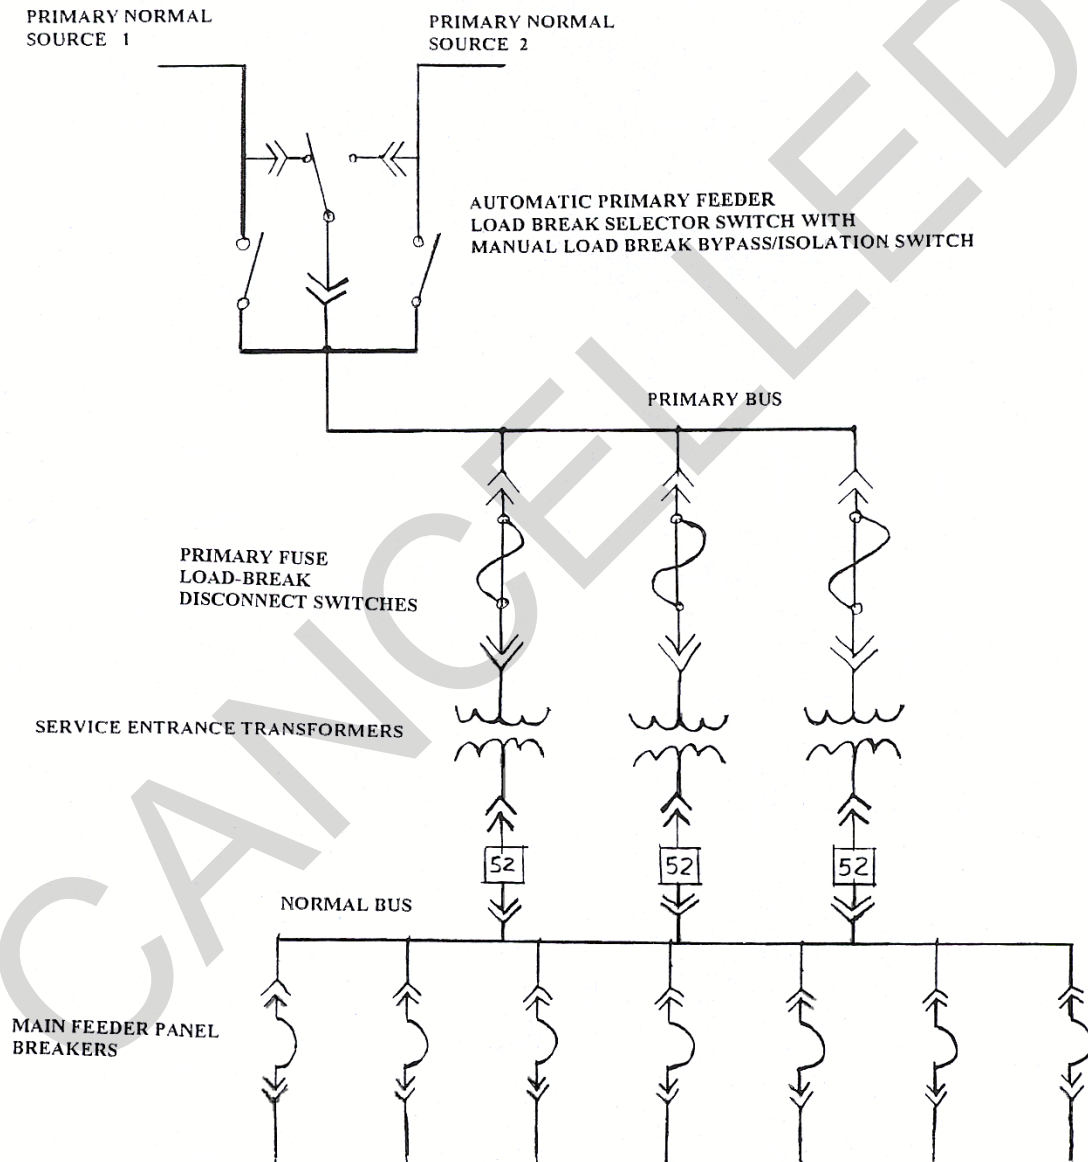 PRIMARY NORMAL
SOURCE 1
PRIMARY NORMAL
SOURCE 2
AUTOMATIC PRIMARY FEEDER
LOAD BREAK SELECTOR SWITCH WITH
MANUAL LOAD BREAK BYPASS/ISOLATION SWITCH
PRIMARY BUS
PRIMARY FUSE
LOAD-BREAK
DISCONNECT SWITCHES
SERVICE ENTRANCE TRANSFORMERS
52
52
52
NORMAL BUS
MAIN FEEDER PANEL
BREAKERS
CANCELLED